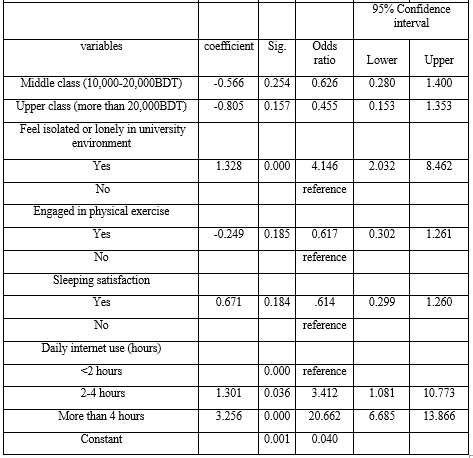 95% Confidence
interval
variables coefficient Sig. Odds
ratio Lower Upper
Middle class (10,000-20,000BDT) -0.566 0.254 0.626 0.280 1.400
Upper class (more than 20,000BDT) -0.805 0.157 0.455 0.153 1.353
Feel isolated or lonely in university
environment
Yes 1.328 0.000 4.146 2.032 8.462
No reference
Engaged in physical exercise
Yes -0.249 0.185 0.617 0.302 1.261
No reference
Sleeping satisfaction
Yes 0.671 0.184 .614 0.299 1.260
No reference
Daily internet use (hours)
<2 hours 0.000 reference
2-4 hours 1.301 0.036 3.412 1.081 10.773
More than 4 hours 3.256 0.000 20.662 6.685 13.866
Constant 0.001 0.040